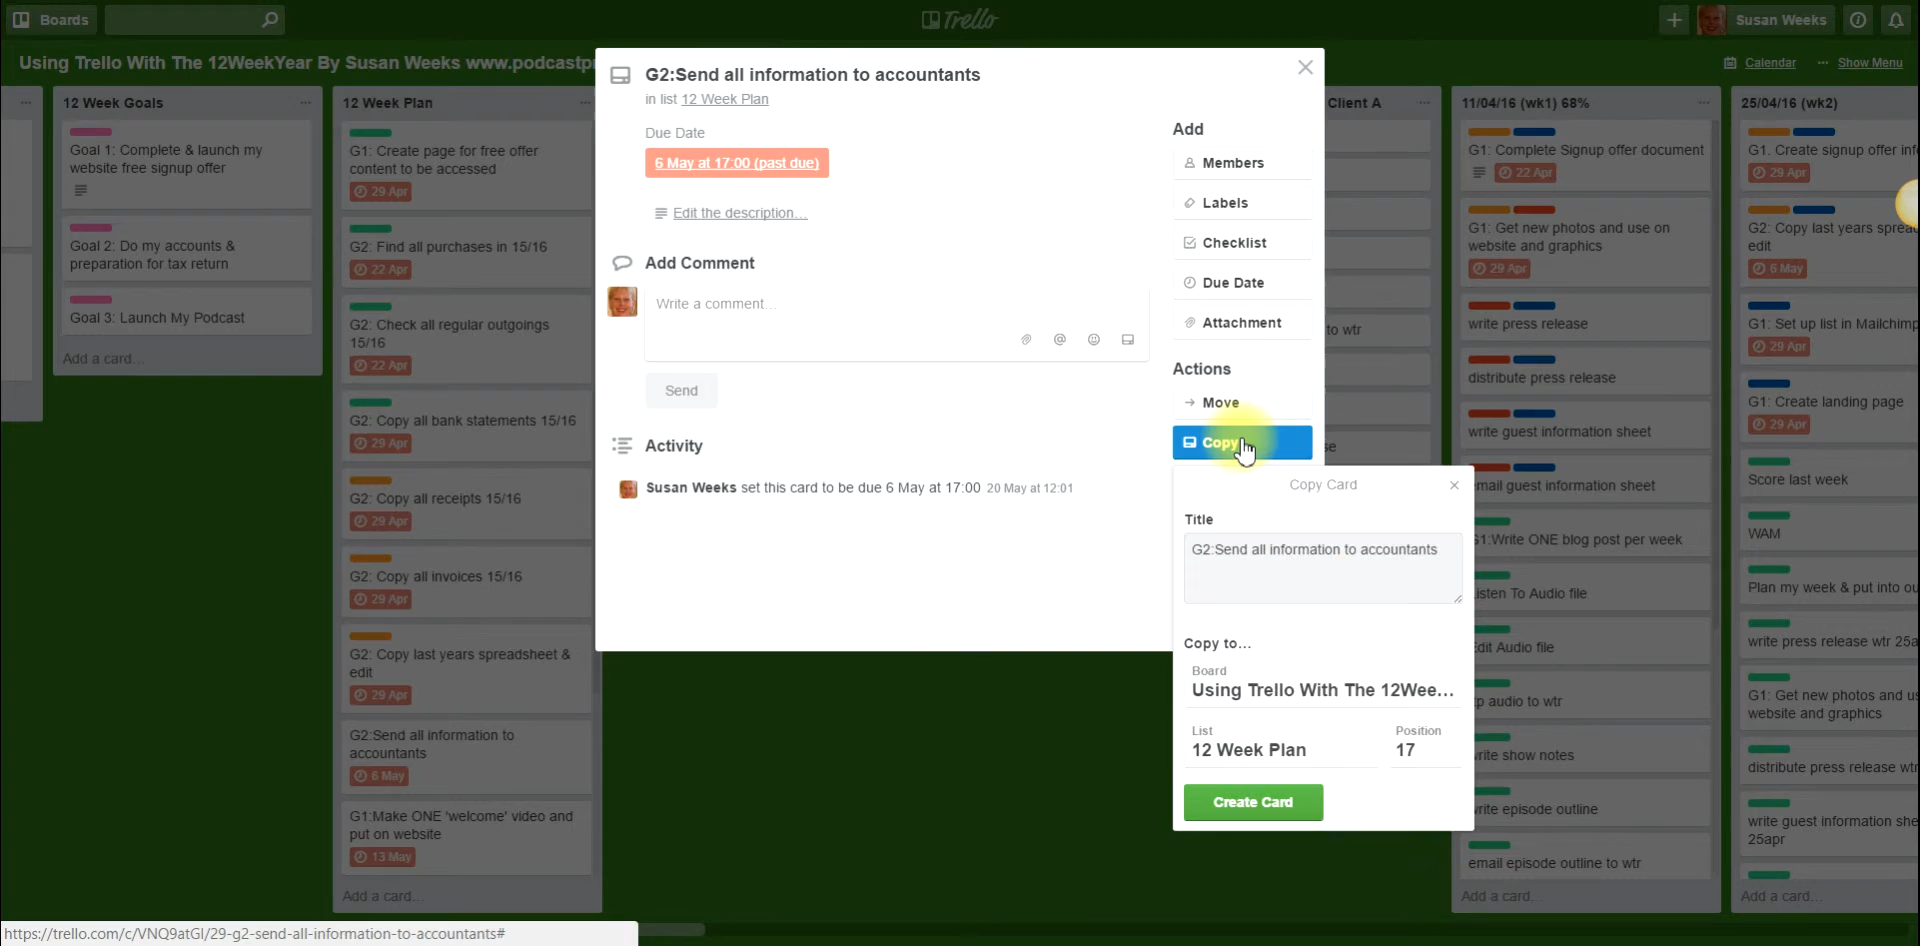 Boards
Trello
Susan Weeks
Using Trello With The 12WeekYear By Susan Weeks www.podcastpr
Calendar
Show Menu
12 Week Goals
Goal 1: Complete & launch my
website free signup offer
Goal 2: Do my accounts &
preparation for tax return
Goal 3: Launch My Podcast
Add a card...
12 Week Plan
G1: Create page for free offer
content to be accessed
29 Apr
G2: Find all purchases in 15/16
22 Apr
G2: Check all regular outgoings
15/16
22 Apr
G2: Copy all bank statements 15/16
29 Apr
G2: Copy all receipts 15/16
29 Apr
G2: Copy all invoices 15/16
29 Apr
G2: Copy last years spreadsheet &
edit
29 Apr
G2:Send all information to
accountants
6 May
G1:Make ONE 'welcome' video and
put on website
13 May
Add a card...
G2:Send all information to accountants
in list 12 Week Plan
Due Date
6 May at 17:00 (past due)
Edit the description...
Add Comment
Write a comment...
Send
Activity
Susan Weeks set this card to be due 6 May at 17:00 20 May at 12:01
Add
Members
Labels
Checklist
Due Date
Attachment
Actions
Move
Copy
Copy Card
Title
G2:Send all information to accountants
Copy to...
Board
Using Trello With The 12Wee...
List
12 Week Plan
Position
17
Create Card
Client A
to wtr
se
11/04/16 (wk1) 68%
G1: Complete Signup offer document
22 Apr
G1: Get new photos and use on
website and graphics
29 Apr
write press release
distribute press release
write guest information sheet
email guest information sheet
G1:Write ONE blog post per week
isten To Audio file
Edit Audio file
tp audio to wtr
rite show notes
rite episode outline
email episode outline to wtr
Add a card...
25/04/16 (wk2)
G1. Create signup offer info
29 Apr
G2: Copy last years sprea
edit
6 May
G1: Set up list in Mailchimp
29 Apr
G1: Create landing page
29 Apr
Score last week
WAM
Plan my week & put into ou
write press release wtr 25a
G1: Get new photos and us
website and graphics
distribute press release wtr
write guest information she
25apr
Add a card...
https://trello.com/c/VNQ9atGl/29-g2-send-all-information-to-accountants#